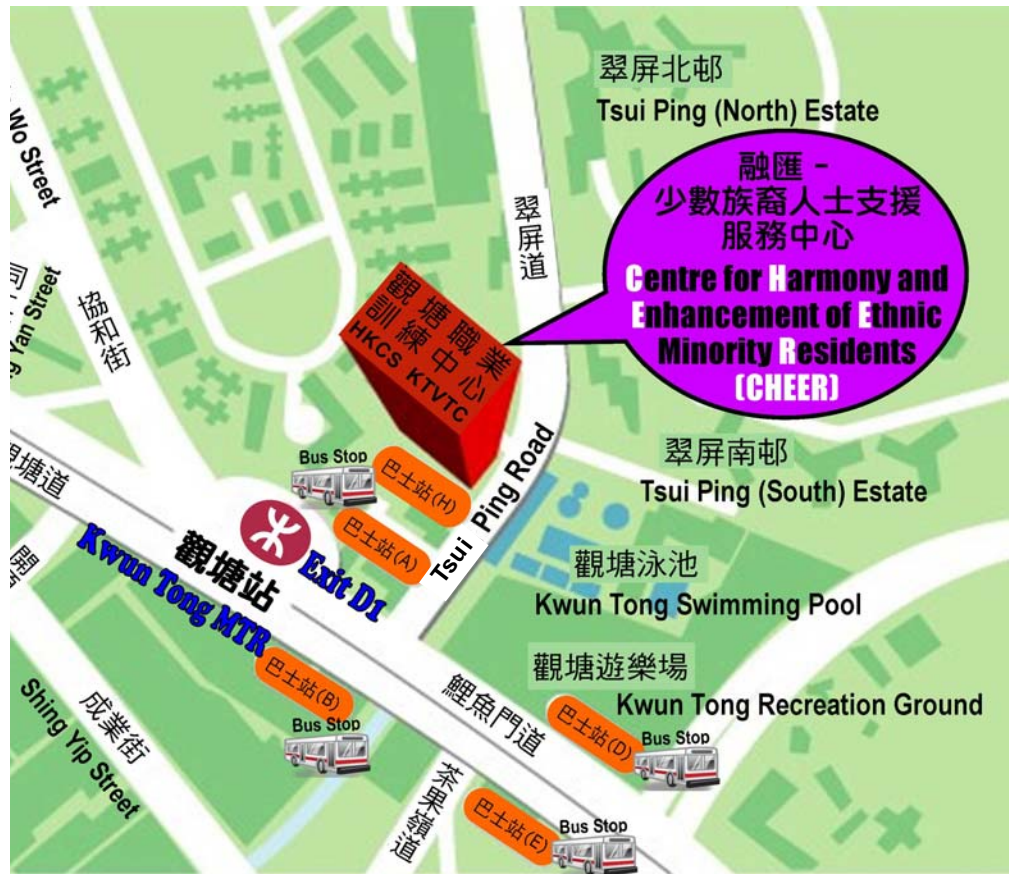 翠屏北邨
Tsui Ping (North) Estate
融匯 -
少數族裔人士支援
服務中心
Centre for Harmony and
Enhancement of Ethnic
Minority Residents
(CHEER)
Wo Street
協和街
Yan Street
翠屏道
觀塘職業
訓練中心
HKCS KTVTC
翠屏南邨
Tsui Ping (South) Estate
Bus Stop
巴士站(H)
巴士站(A)
Tsui Ping Road
觀塘道
觀塘站
Exit D1
Kwun Tong MTR
觀塘泳池
Kwun Tong Swimming Pool
觀塘遊樂場
Kwun Tong Recreation Ground
巴士站(B)
Bus Stop
鯉魚門道
巴士站(D)
Bus Stop
成業街
Shing Yip Street
茶果嶺道
巴士站(E)
Bus Stop